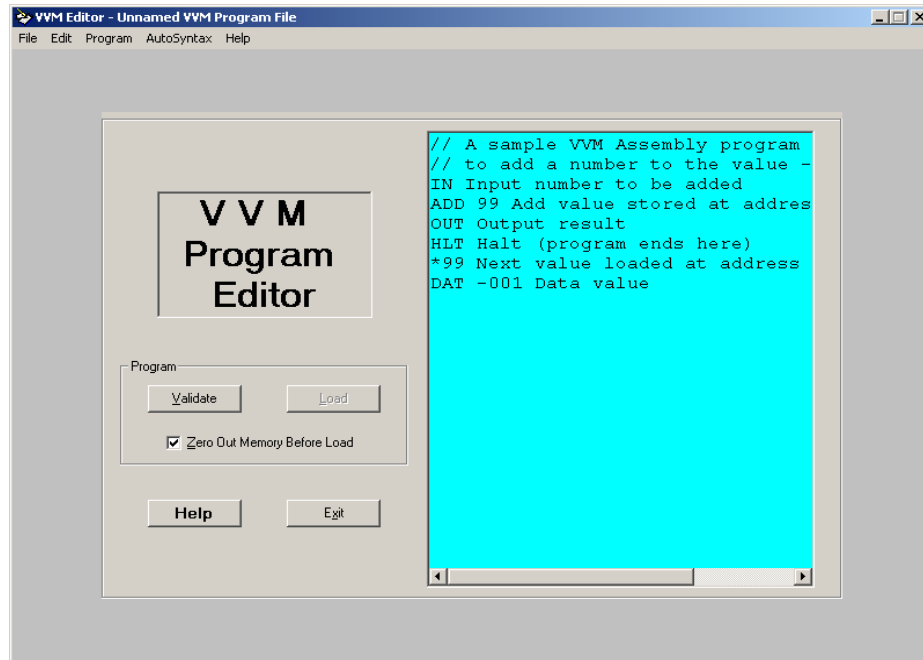 VVM Editor - Unnamed VVM Program File
File Edit Program AutoSyntax Help
V V M
Program
Editor
Program
Validate
Load
Zero Out Memory Before Load
Help
Exit
// A sample VVM Assembly program
// to add a number to the value -
IN Input number to be added
ADD 99 Add value stored at addres
OUT Output result
HLT Halt (program ends here)
*99 Next value loaded at address
DAT -001 Data value